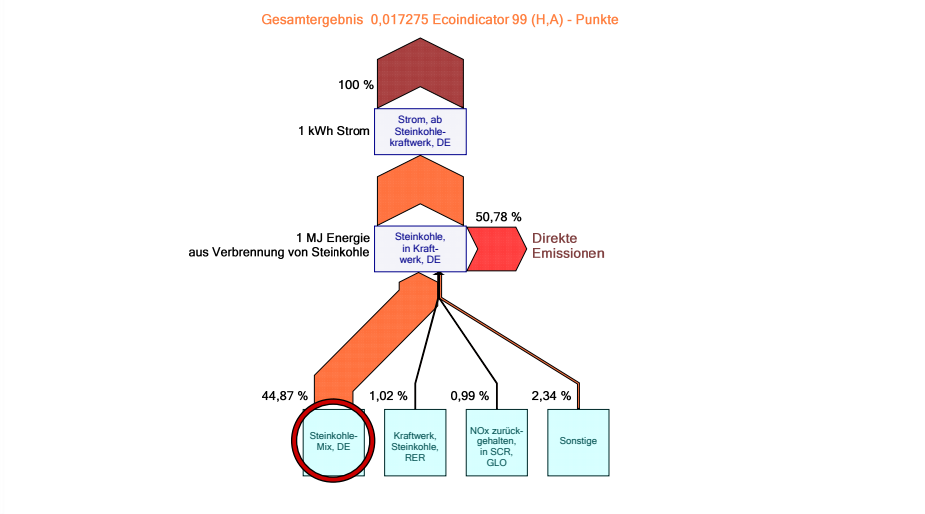 Gesamtergebnis 0,017275 Ecoindicator 99 (H,A) - Punkte
100 %
1 kWh Strom
Strom, ab
Steinkohle-
kraftwerk, DE
50,78 %
1 MJ Energie
aus Verbrennung von Steinkohle
Steinkohle,
in Kraft-
werk, DE
Direkte
Emissionen
44,87 %
1,02 %
0,99 %
2,34 %
Steinkohle-
Mix, DE
Kraftwerk,
Steinkohle,
RER
NOx zurück-
gehalten,
in SCR,
GLO
Sonstige